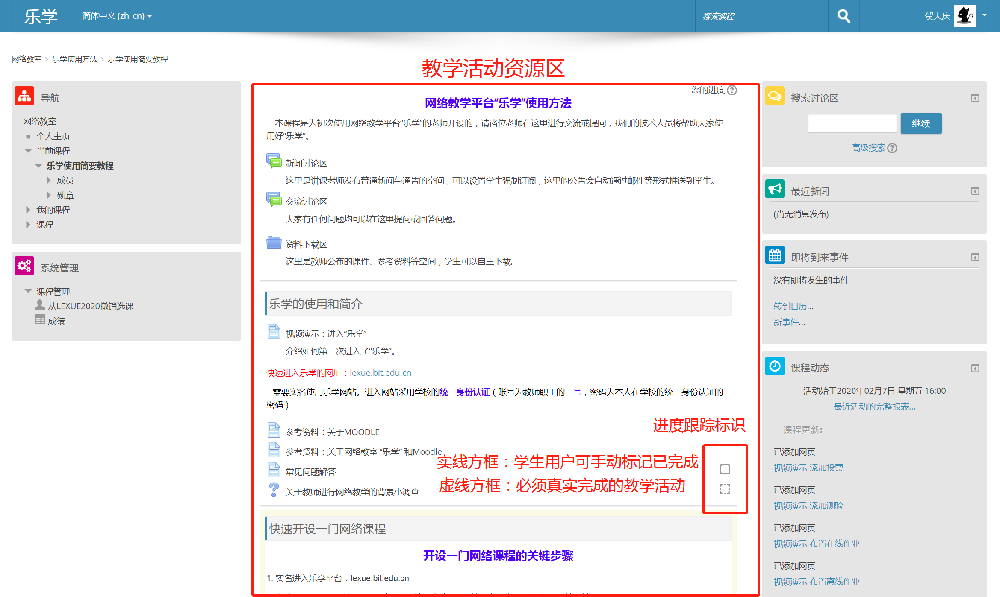 乐学
简体中文 (zh_cn)
搜索课程
贺大庆
网络教室 > 乐学使用方法 > 乐学使用简要教程
教学活动资源区
导航
网络教室
个人主页
当前课程
乐学使用简要教程
成员
勋章
我的课程
课程
系统管理
课程管理
从LEXUE2020撤销选课
成绩
您的进度
网络教学平台“乐学”使用方法
本课程是为初次使用网络教学平台“乐学”的老师开设的，请诸位老师在这里进行交流或提问，我们的技术人员将帮助大家使
用好“乐学”。
新闻讨论区
这里是讲课老师发布普通新闻与通告的空间，可以设置学生强制订阅，这里的公告会自动通过邮件等形式推送到学生。
交流讨论区
大家有任何问题均可以在这里提问或回答问题。
资料下载区
这里是教师公布的课件、参考资料等空间，学生可以自主下载。
乐学的使用和简介
视频演示：进入“乐学”
介绍如何第一次进入了“乐学”。
快速进入乐学的网址：lexue.bit.edu.cn
需要实名使用乐学网站。进入网站采用学校的统一身份认证（账号为教师职工的工号，密码为本人在学校的统一身份认证的
密码）
进度跟踪标识
参考资料：关于MOODLE
参考资料：关于网络教室 “乐学” 和Moodle
实线方框：学生用户可手动标记已完成
常见问题解答
虚线方框：必须真实完成的教学活动
关于教师进行网络教学的背景小调查
快速开设一门网络课程
开设一门网络课程的关键步骤
1. 实名进入乐学平台：lexue.bit.edu.cn
搜索讨论区
继续
高级搜索
最近新闻
(尚无消息发布)
即将到来事件
没有即将发生的事件
转到日历...
新事件...
课程动态
活动始于2020年02月7日 星期五 16:00
最近活动的完整报表...
课程更新:
已添加网页
视频演示-添加投票
已添加网页
视频演示-添加测验
已添加网页
视频演示-布置在线作业
已添加网页
视频演示-布置离线作业